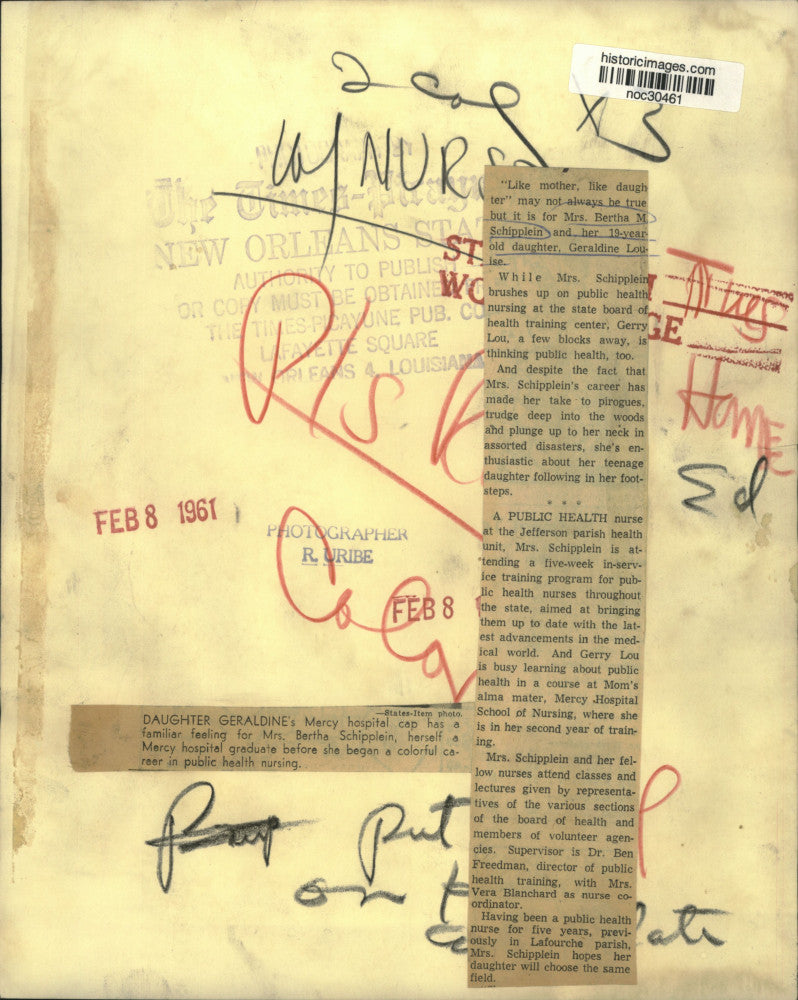 historicimages.com
noc30461
2 col x3
w/ NURSE
The Times-Picayune
NEW ORLEANS STA
AUTHORITY TO PUBLIS
OR COPY MUST BE OBTAINE
THE TIMES-PICAYUNE PUB. CO
LAFAYETTE SQUARE
NEW ORLEANS 4, LOUISIANA
ST
WO
GE
Thurs
Home
Ed
FEB 8 1961
PHOTOGRAPHER
R. URIBE
FEB 8
"Like mother, like daugh
ter" may not always be true
but it is for Mrs. Bertha M.
Schipplein and her 19-year-
old daughter, Geraldine Lou-
ise.
While Mrs. Schipplein
brushes up on public health
nursing at the state board of
health training center, Gerry
Lou, a few blocks away, is
thinking public health, too.
And despite the fact that
Mrs. Schipplein's career has
made her take to pirogues,
trudge deep into the woods
and plunge up to her neck in
assorted disasters, she's en-
thusiastic about her teenage
daughter following in her foot-
steps.
* * *
A PUBLIC HEALTH nurse
at the Jefferson parish health
unit, Mrs. Schipplein is at-
tending a five-week in-serv-
ice training program for pub-
lic health nurses throughout
the state, aimed at bringing
them up to date with the lat-
est advancements in the med-
ical world. And Gerry Lou
is busy learning about public
health in a course at Mom's
alma mater, Mercy Hospital
School of Nursing, where she
is in her second year of train-
ing.
Mrs. Schipplein and her fel-
low nurses attend classes and
lectures given by representa-
tives of the various sections
of the board of health and
members of volunteer agen-
cies. Supervisor is Dr. Ben
Freedman, director of public
health training, with Mrs.
Vera Blanchard as nurse co-
ordinator.
Having been a public health
nurse for five years, previ-
ously in Lafourche parish,
Mrs. Schipplein hopes her
daughter will choose the same
field.
—States-Item photo.
DAUGHTER GERALDINE's Mercy hospital cap has a
familiar feeling for Mrs. Bertha Schipplein, herself a
Mercy hospital graduate before she began a colorful ca-
reer in public health nursing.
Put
on